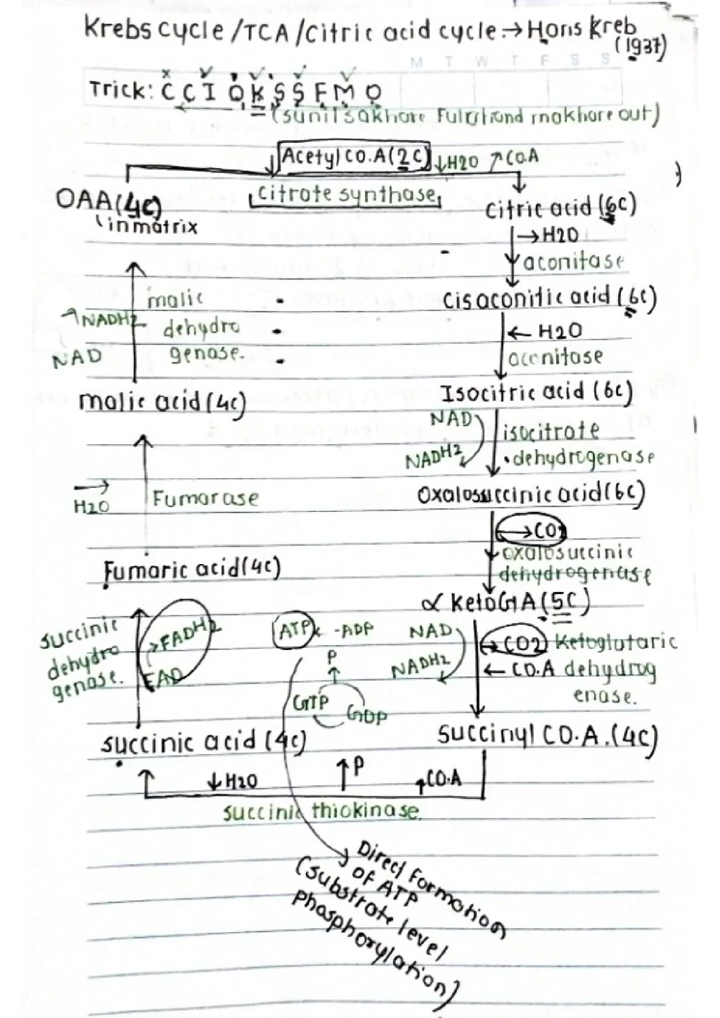 Krebs cycle /TCA /Citric acid cycle → Hans Kreb
(1937)
M T W T F S S
Trick: C C I O K S S F M O
(sunil sakhare Fulchand makhare out)
Acetyl CO.A(2C) ↓H2O ↑CO.A
citrate synthase
OAA(4C)
in matrix
Citric acid (6C)
→H2O
aconitase
Cisaconitic acid (6C)
← H2O
aconitase
Isocitric acid (6C)
NAD
NADH2
isocitrate
dehydrogenase
Oxalosuccinic acid(6C)
→CO2
oxalosuccinic
dehydrogenase
α KetoGA(5C)
NAD
NADH2
→CO2 Ketoglutaric
← CO.A dehydrog
enase.
Succinyl CO.A.(4C)
↓H2O ↑P ↑CO.A
succinic thiokinase.
succinic acid (4C)
ATP ← -ADP
P
↑
GTP
GDP
Direct formation
of ATP
(substrate level
phosphorylation)
succinic
dehydro
genase.
→FADH2
FAD
Fumaric acid(4C)
→
H2O
Fumarase
malic acid(4C)
NADH2
NAD
malic
dehydro
genase.